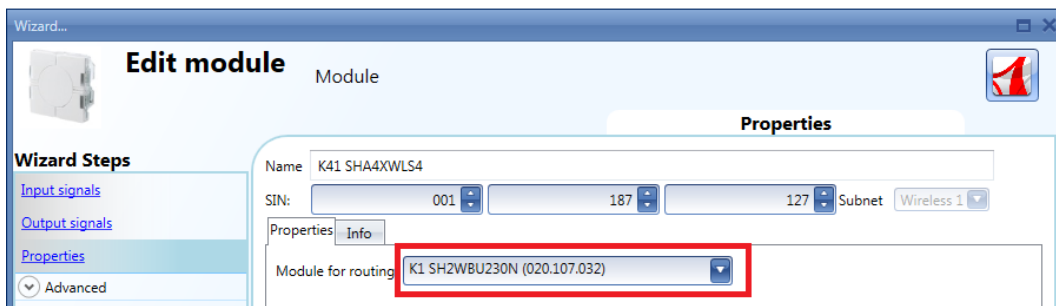 Wizard...
Edit module
Module
Properties
Wizard Steps
Name K41 SHA4XWLS4
Input signals
SIN: 001 187 127 Subnet Wireless 1
Output signals
Properties Info
Properties
Module for routing K1 SH2WBU230N (020.107.032)
Advanced